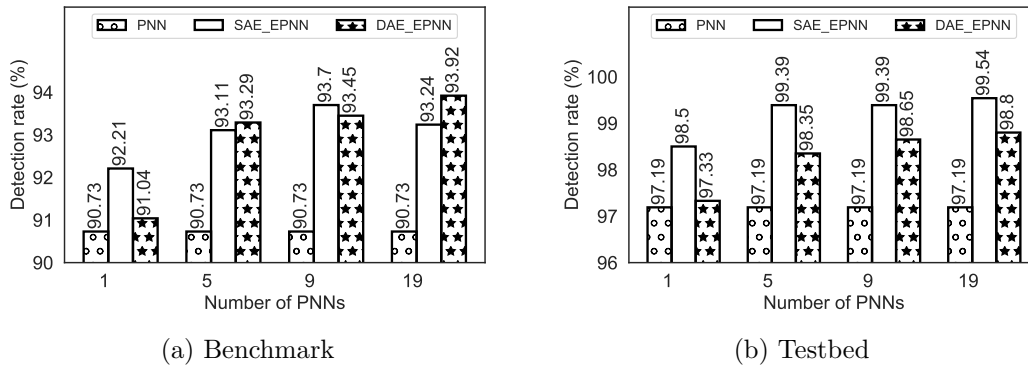 PNN SAE_EPNN DAE_EPNN
Detection rate (%)
94
93
92
91
90
90.73 92.21 91.04
90.73 93.11 93.29
90.73 93.7 93.45
90.73 93.24 93.92
1 5 9 19
Number of PNNs
(a) Benchmark
PNN SAE_EPNN DAE_EPNN
Detection rate (%)
100
99
98
97
96
97.19 98.5 97.33
97.19 99.39 98.35
97.19 99.39 98.65
97.19 99.54 98.8
1 5 9 19
Number of PNNs
(b) Testbed